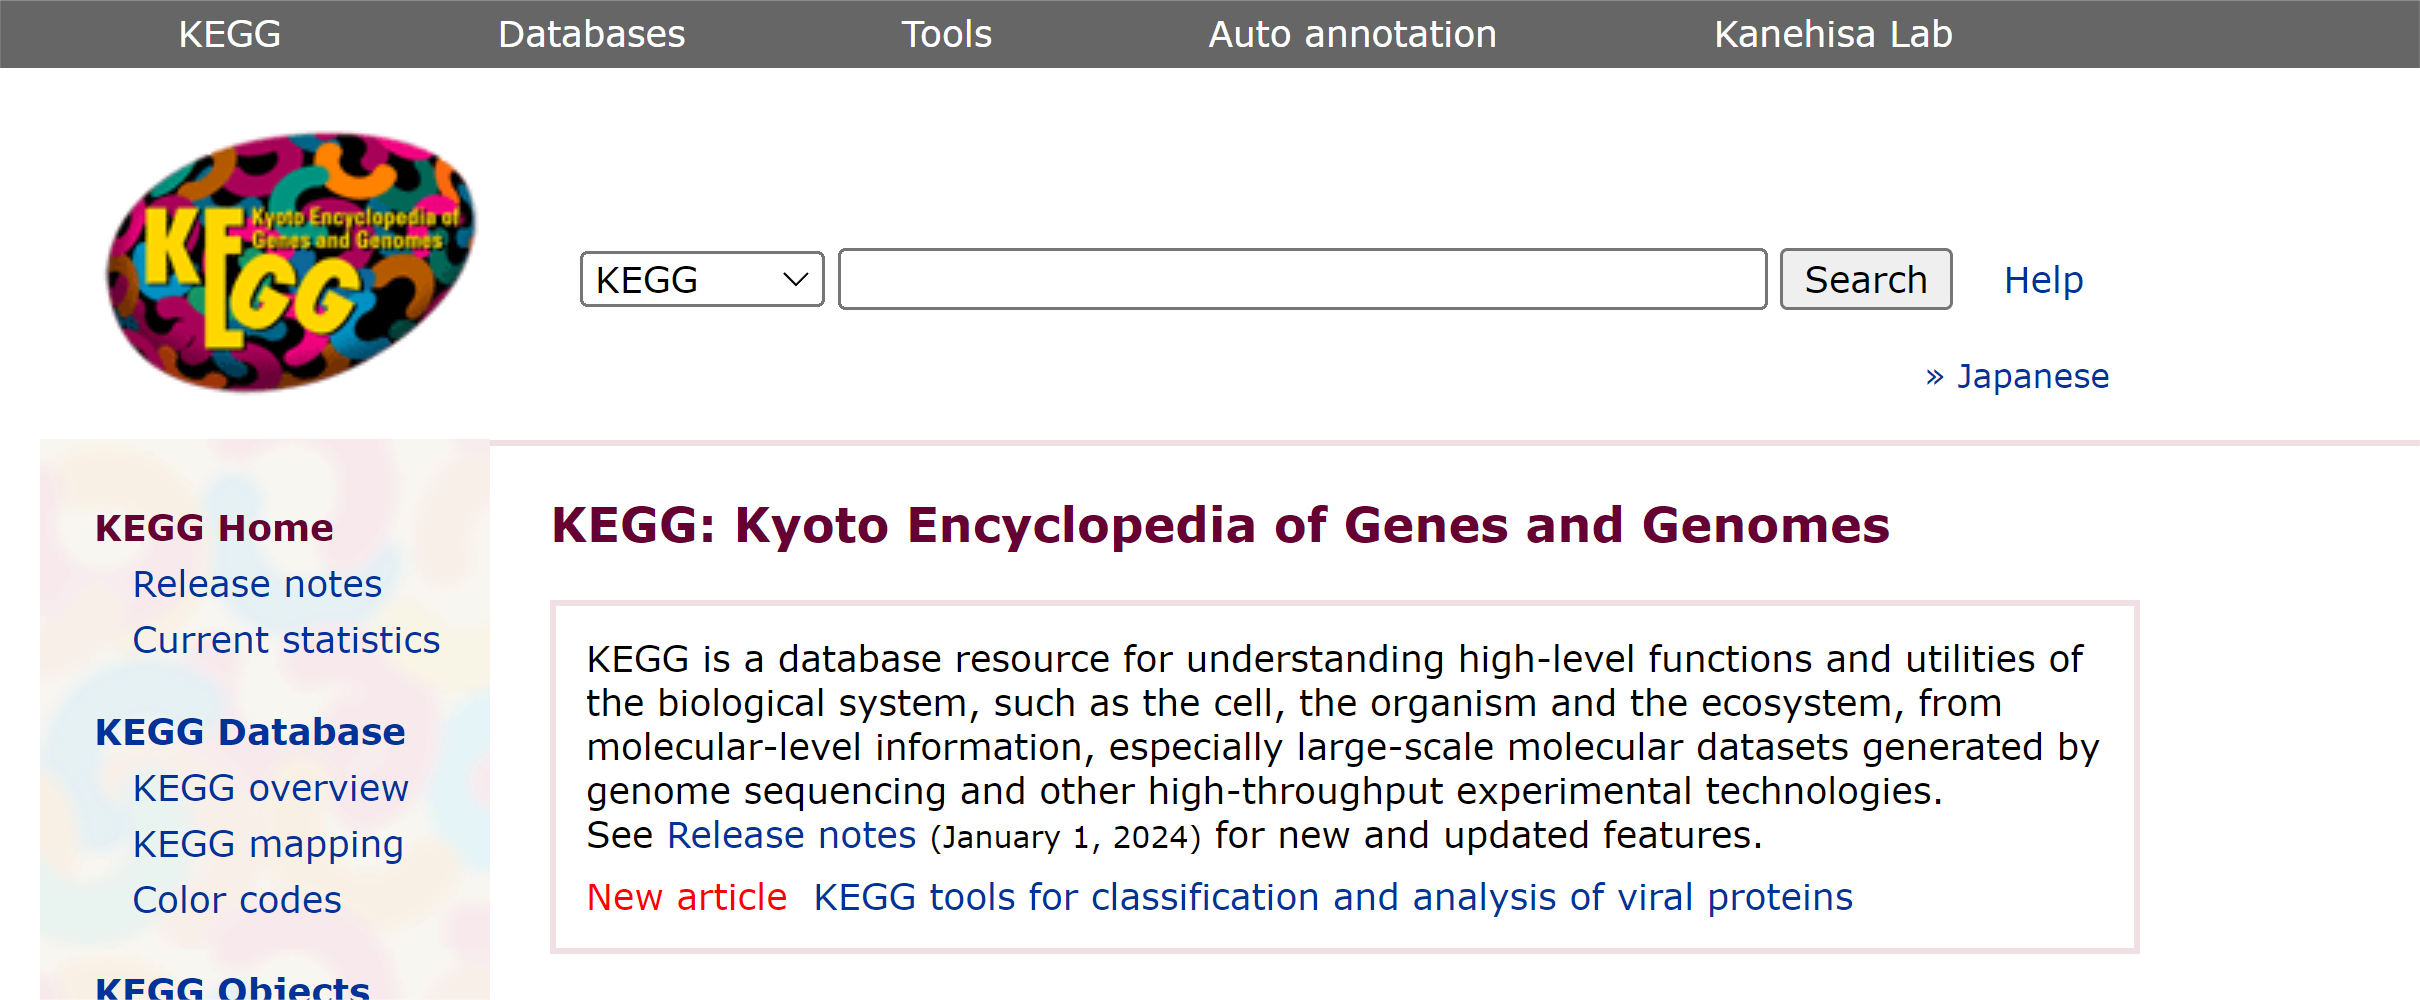 KEGG Databases Tools Auto annotation Kanehisa Lab
KEGG
Kyoto Encyclopedia of
Genes and Genomes
KEGG Search Help
» Japanese
KEGG Home
Release notes
Current statistics
KEGG Database
KEGG overview
KEGG mapping
Color codes
KEGG Objects
KEGG: Kyoto Encyclopedia of Genes and Genomes
KEGG is a database resource for understanding high-level functions and utilities of
the biological system, such as the cell, the organism and the ecosystem, from
molecular-level information, especially large-scale molecular datasets generated by
genome sequencing and other high-throughput experimental technologies.
See Release notes (January 1, 2024) for new and updated features.
New article KEGG tools for classification and analysis of viral proteins